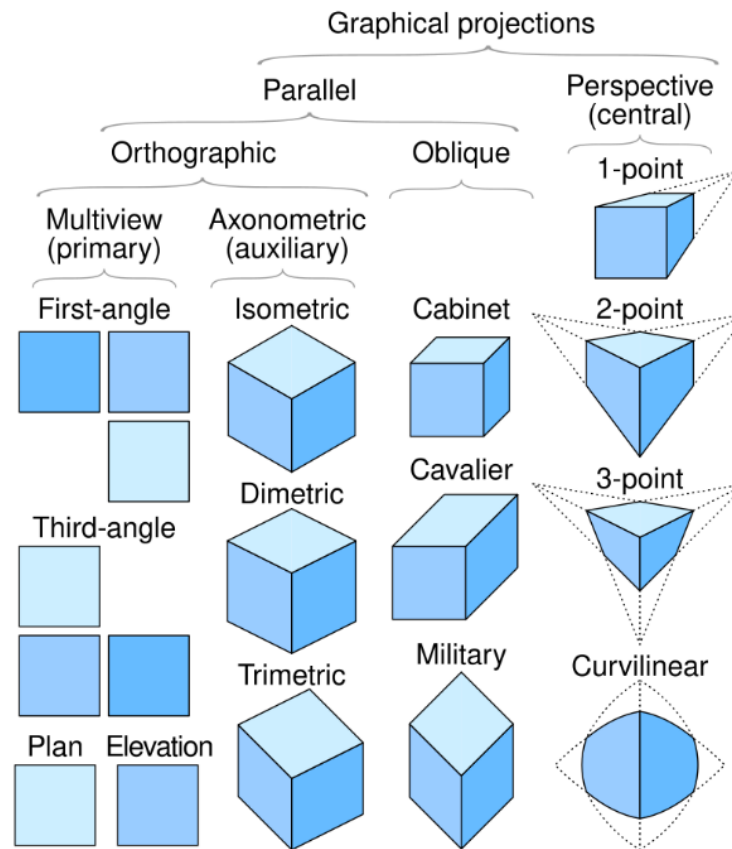 Graphical projections
Parallel
Perspective
(central)
Orthographic
Oblique
1-point
Multiview
(primary)
Axonometric
(auxiliary)
First-angle
Isometric
Cabinet
2-point
Third-angle
Dimetric
Cavalier
3-point
Trimetric
Military
Curvilinear
Plan
Elevation